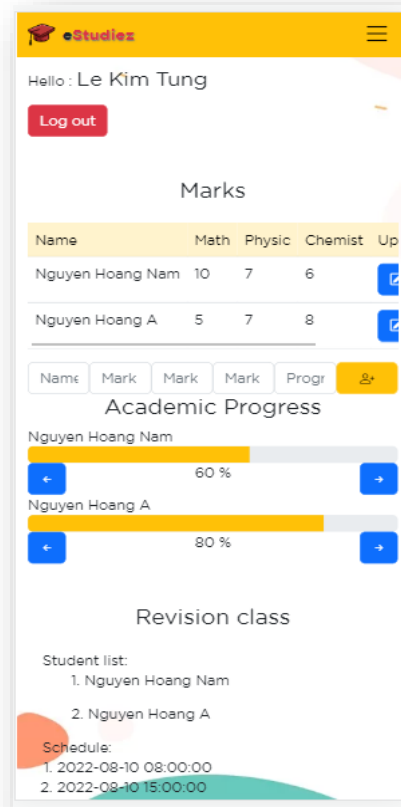 eStudiez
Hello : Le Kim Tung
Log out
Marks
Name Math Physic Chemist Up
Nguyen Hoang Nam 10 7 6
Nguyen Hoang A 5 7 8
Name Mark Mark Mark Progr
Academic Progress
Nguyen Hoang Nam
60 %
Nguyen Hoang A
80 %
Revision class
Student list:
1. Nguyen Hoang Nam
2. Nguyen Hoang A
Schedule:
1. 2022-08-10 08:00:00
2. 2022-08-10 15:00:00